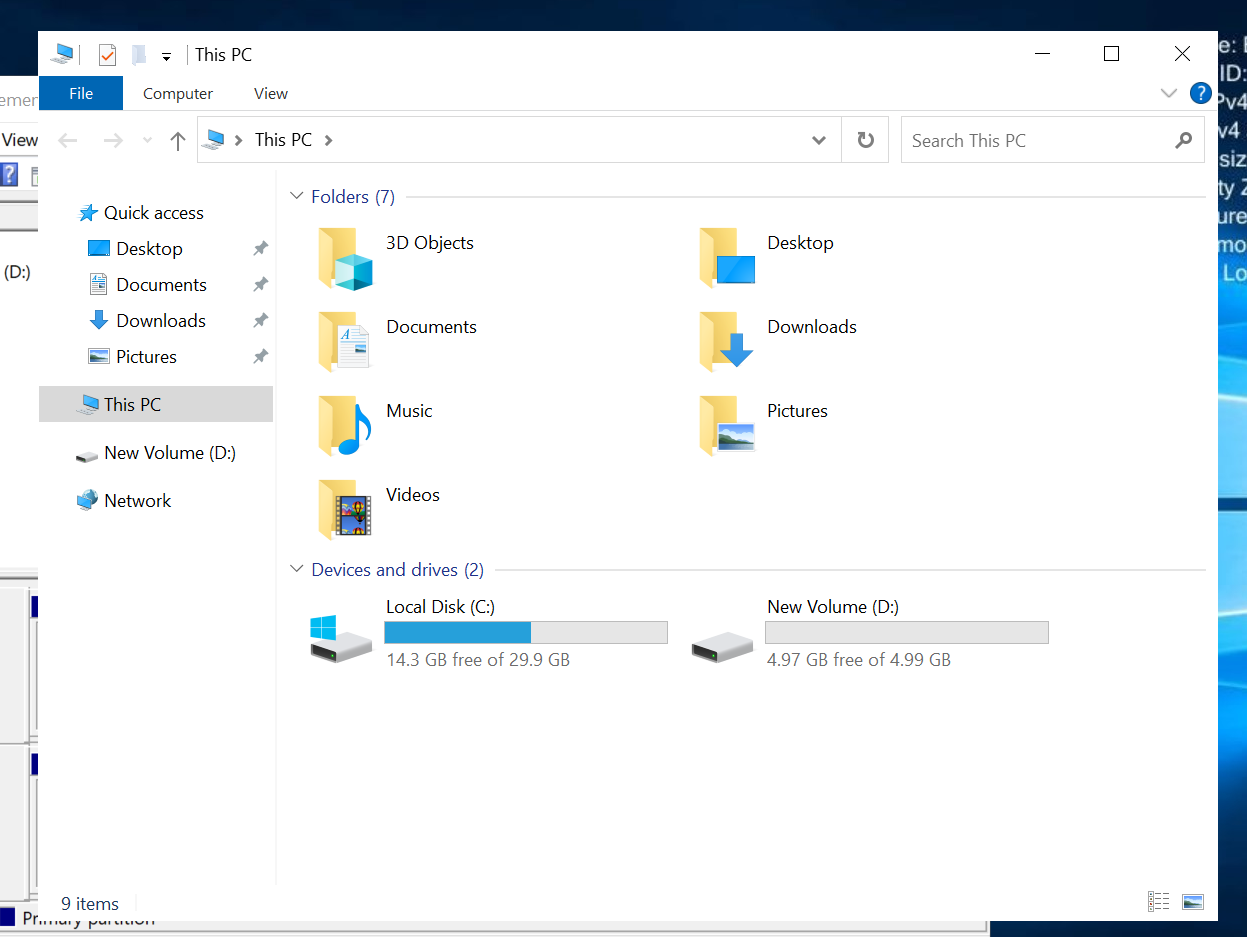 This PC
File Computer View
This PC
Search This PC
Quick access
Desktop
Documents
Downloads
Pictures
This PC
New Volume (D:)
Network
Folders (7)
3D Objects
Desktop
Documents
Downloads
Music
Pictures
Videos
Devices and drives (2)
Local Disk (C:)
14.3 GB free of 29.9 GB
New Volume (D:)
4.97 GB free of 4.99 GB
9 items
View
(D:)
Primary partition
ID: